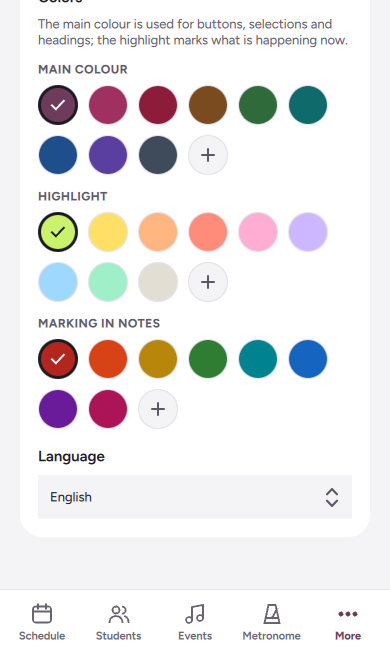 Colors
The main colour is used for buttons, selections and
headings; the highlight marks what is happening now.
MAIN COLOUR
HIGHLIGHT
MARKING IN NOTES
Language
English
Schedule
Students
Events
Metronome
More